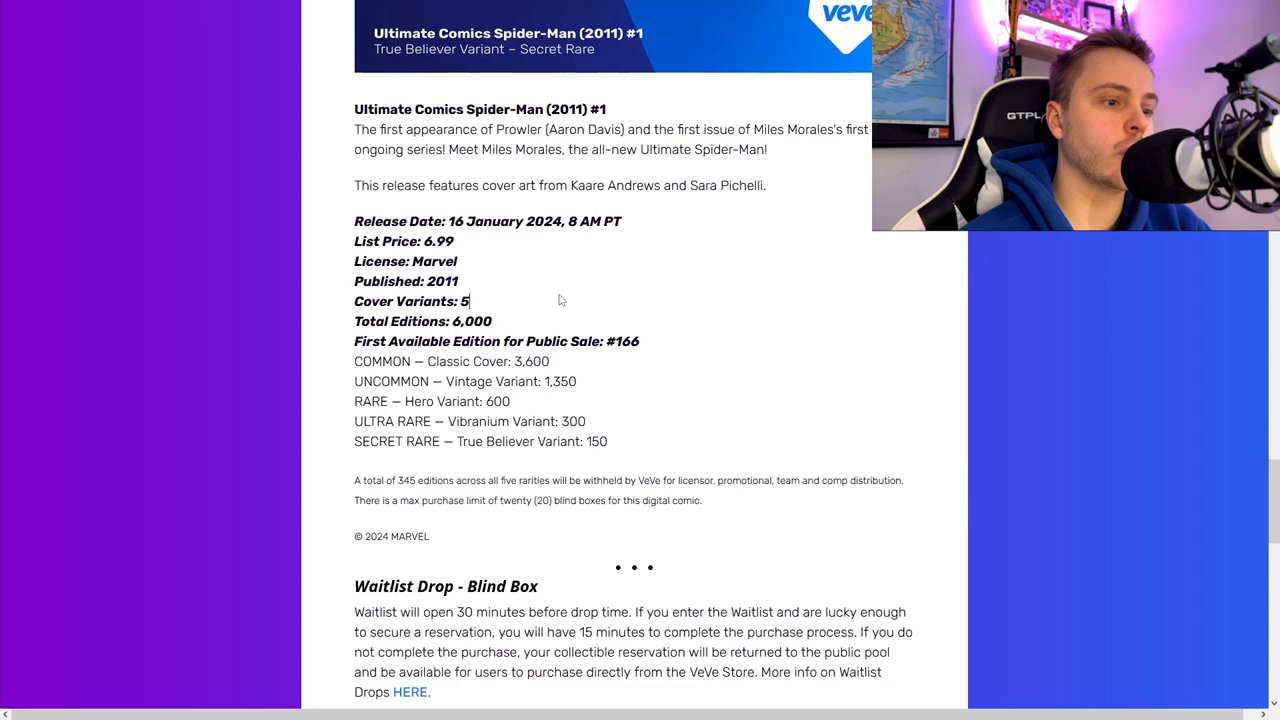 Ultimate Comics Spider-Man (2011) #1
True Believer Variant – Secret Rare
veve
GTPL
Ultimate Comics Spider-Man (2011) #1
The first appearance of Prowler (Aaron Davis) and the first issue of Miles Morales's first
ongoing series! Meet Miles Morales, the all-new Ultimate Spider-Man!
This release features cover art from Kaare Andrews and Sara Pichelli.
Release Date: 16 January 2024, 8 AM PT
List Price: 6.99
License: Marvel
Published: 2011
Cover Variants: 5
Total Editions: 6,000
First Available Edition for Public Sale: #166
COMMON — Classic Cover: 3,600
UNCOMMON — Vintage Variant: 1,350
RARE — Hero Variant: 600
ULTRA RARE — Vibranium Variant: 300
SECRET RARE — True Believer Variant: 150
A total of 345 editions across all five rarities will be withheld by VeVe for licensor, promotional, team and comp distribution.
There is a max purchase limit of twenty (20) blind boxes for this digital comic.
© 2024 MARVEL
• • •
Waitlist Drop - Blind Box
Waitlist will open 30 minutes before drop time. If you enter the Waitlist and are lucky enough
to secure a reservation, you will have 15 minutes to complete the purchase process. If you do
not complete the purchase, your collectible reservation will be returned to the public pool
and be available for users to purchase directly from the VeVe Store. More info on Waitlist
Drops HERE.